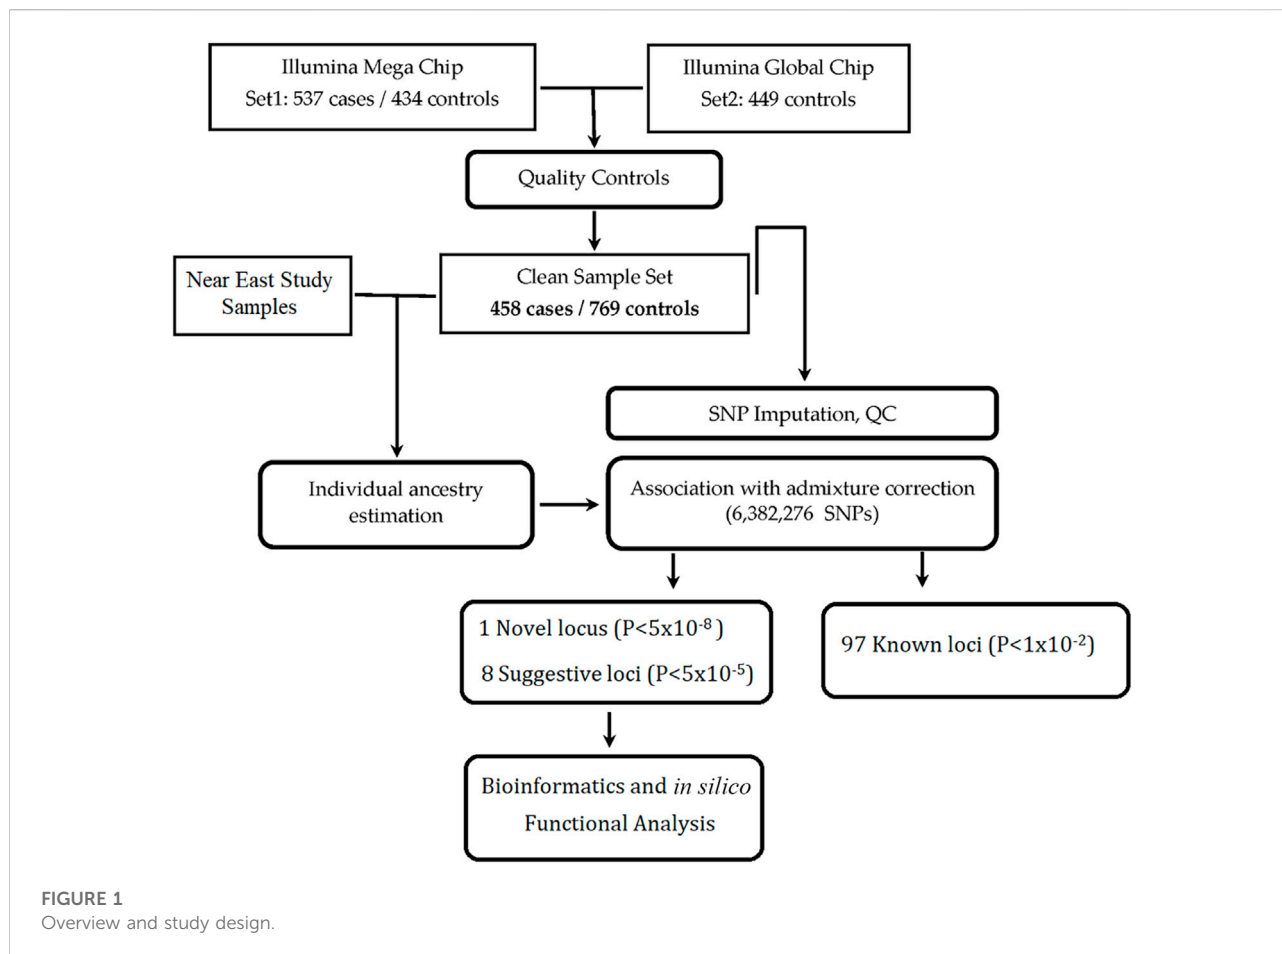 Illumina Mega Chip
Set1: 537 cases / 434 controls
Illumina Global Chip
Set2: 449 controls
Quality Controls
Near East Study
Samples
Clean Sample Set
458 cases / 769 controls
SNP Imputation, QC
Individual ancestry
estimation
Association with admixture correction
(6,382,276 SNPs)
1 Novel locus (P<5x10⁻⁸)
8 Suggestive loci (P<5x10⁻⁵)
97 Known loci (P<1x10⁻²)
Bioinformatics and in silico
Functional Analysis
FIGURE 1
Overview and study design.